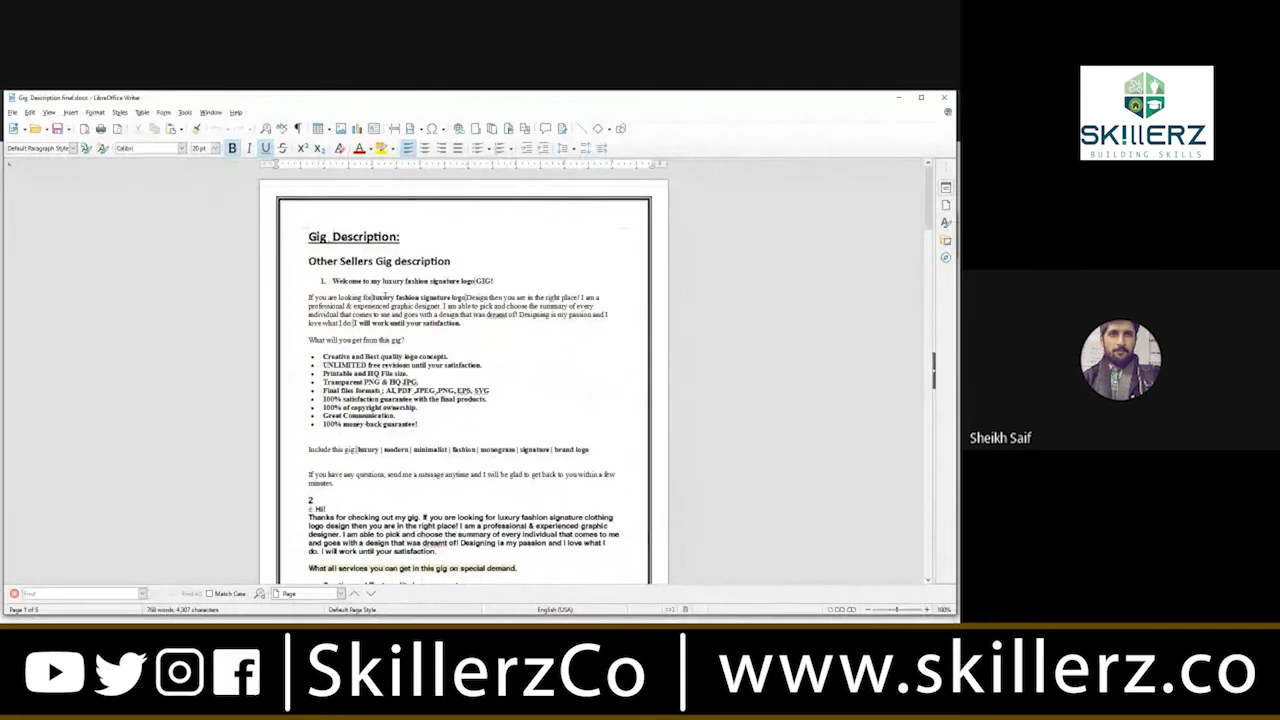 Gig_Description final.docx - LibreOffice Writer
File Edit View Insert Format Styles Table Form Tools Window Help
Default Paragraph Style Calibri 20 pt
Gig Description:
Other Sellers Gig description
1. Welcome to my luxury fashion signature logo GIG!
If you are looking for luxury fashion signature logo Design then you are in the right place! I am a
professional & experienced graphic designer. I am able to pick and choose the summary of every
individual that comes to me and goes with a design that was dreamt of! Designing is my passion and I
love what I do. I will work until your satisfaction.
What will you get from this gig?
• Creative and Best quality logo concepts.
• UNLIMITED free revisions until your satisfaction.
• Printable and HQ File size.
• Transparent PNG & HQ JPG.
• Final files formats ; AI, PDF ,JPEG ,PNG, EPS, SVG
• 100% satisfaction guarantee with the final products.
• 100% of copyright ownership.
• Great Communication.
• 100% money-back guarantee!
Include this gig luxury | modern | minimalist | fashion | monogram | signature | brand logo
If you have any questions, send me a message anytime and I will be glad to get back to you within a few
minutes.
2
Hi!
Thanks for checking out my gig. If you are looking for luxury fashion signature clothing
logo design then you are in the right place! I am a professional & experienced graphic
designer. I am able to pick and choose the summary of every individual that comes to me
and goes with a design that was dreamt of! Designing is my passion and I love what I
do. I will work until your satisfaction.
What all services you can get in this gig on special demand.
Find Find All Match Case Page
Page 1 of 5 768 words, 4,307 characters Default Page Style English (USA) 100%
SKILLERZ
BUILDING SKILLS
Sheikh Saif
SkillerzCo | www.skillerz.co